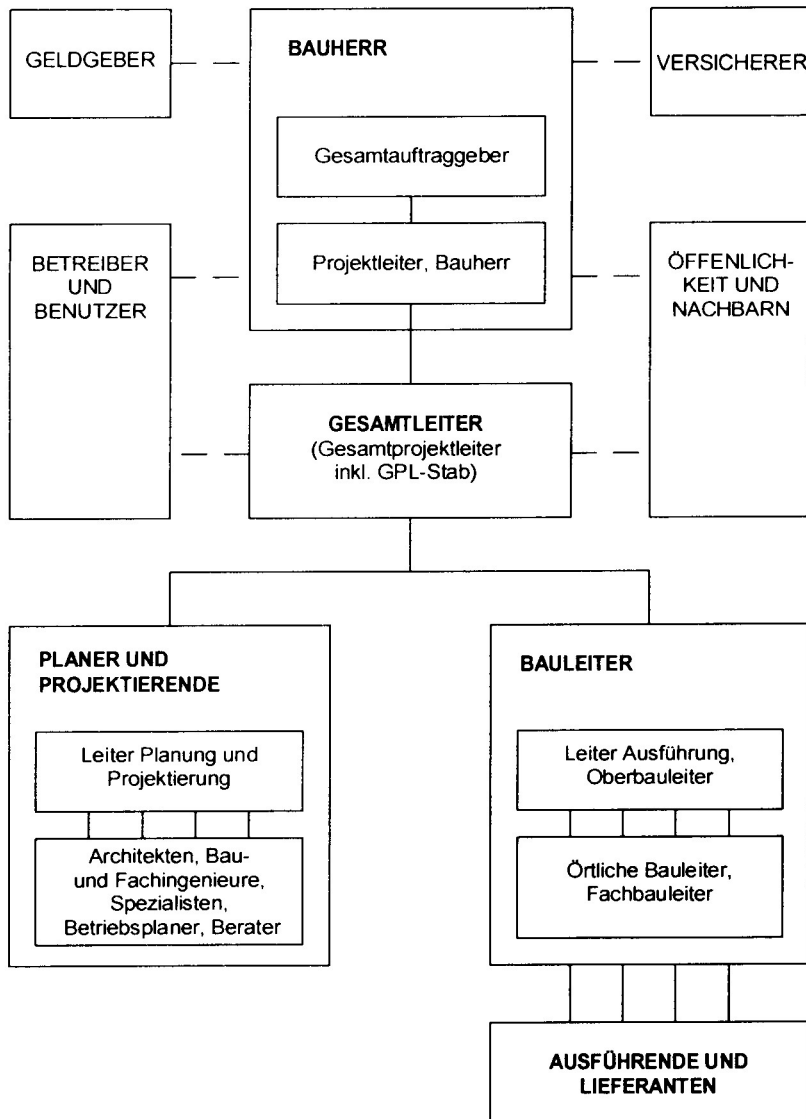 GELDGEBER
BAUHERR
VERSICHERER
Gesamtauftraggeber
Projektleiter, Bauherr
BETREIBER
UND
BENUTZER
ÖFFENLICH-
KEIT UND
NACHBARN
GESAMTLEITER
(Gesamtprojektleiter
inkl. GPL-Stab)
PLANER UND
PROJEKTIERENDE
Leiter Planung und
Projektierung
Architekten, Bau-
und Fachingenieure,
Spezialisten,
Betriebsplaner, Berater
BAULEITER
Leiter Ausführung,
Oberbauleiter
Örtliche Bauleiter,
Fachbauleiter
AUSFÜHRENDE UND
LIEFERANTEN